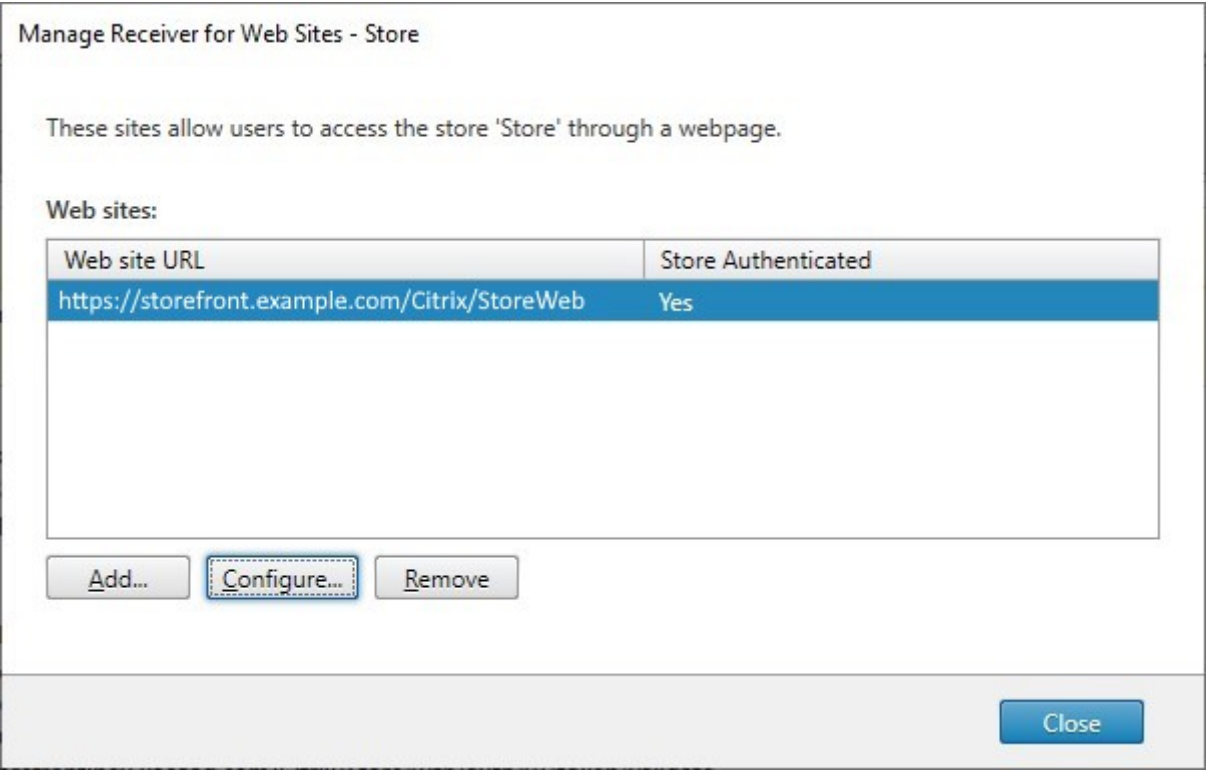 Manage Receiver for Web Sites - Store
These sites allow users to access the store 'Store' through a webpage.
Web sites:
Web site URL Store Authenticated
https://storefront.example.com/Citrix/StoreWeb Yes
Add... Configure... Remove
Close